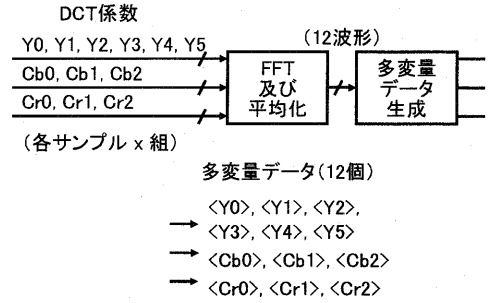 DCT係数
(12波形)
Y0, Y1, Y2, Y3, Y4, Y5
Cb0, Cb1, Cb2
Cr0, Cr1, Cr2
FFT
及び
平均化
多変量
データ
生成
(各サンプル x 組)
多変量データ(12個)
<Y0>, <Y1>, <Y2>,
<Y3>, <Y4>, <Y5>
<Cb0>, <Cb1>, <Cb2>
<Cr0>, <Cr1>, <Cr2>